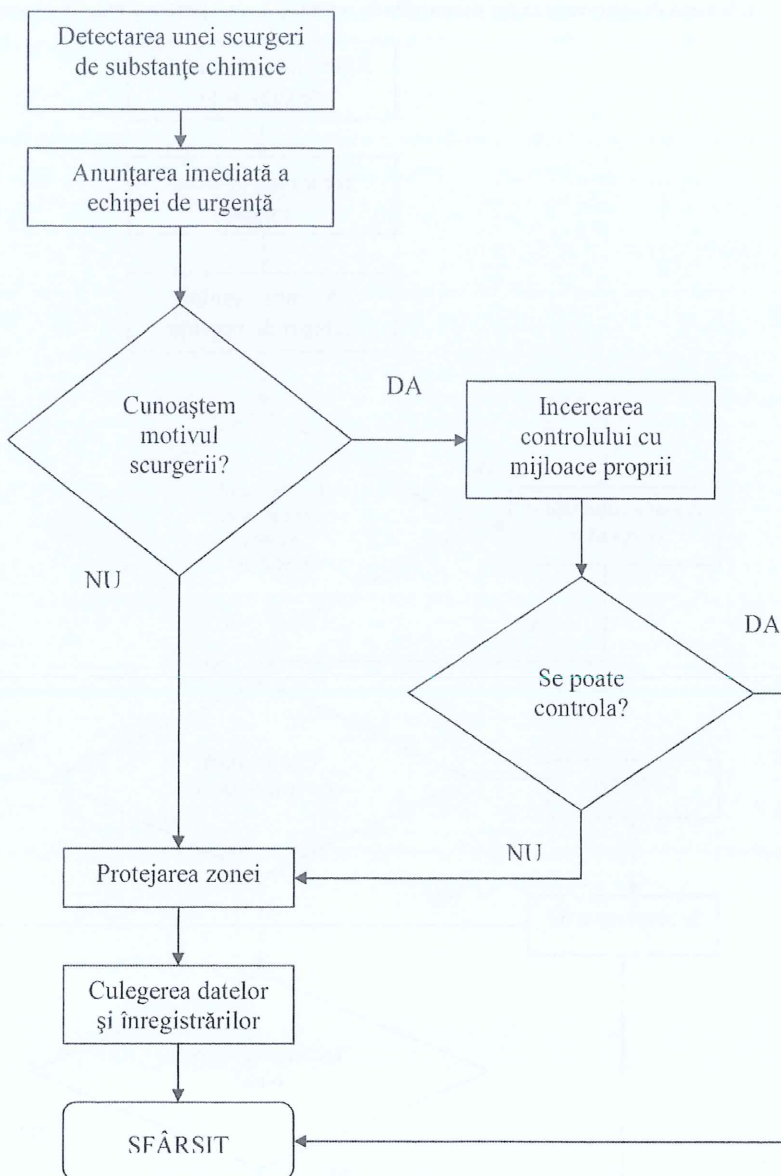 Detectarea unei scurgeri
de substanţe chimice
Anunţarea imediată a
echipei de urgenţă
Cunoaştem
motivul
scurgerii?
DA
Incercarea
controlului cu
mijloace proprii
NU
DA
Se poate
controla?
NU
Protejarea zonei
Culegerea datelor
şi înregistrărilor
SFÂRSIT